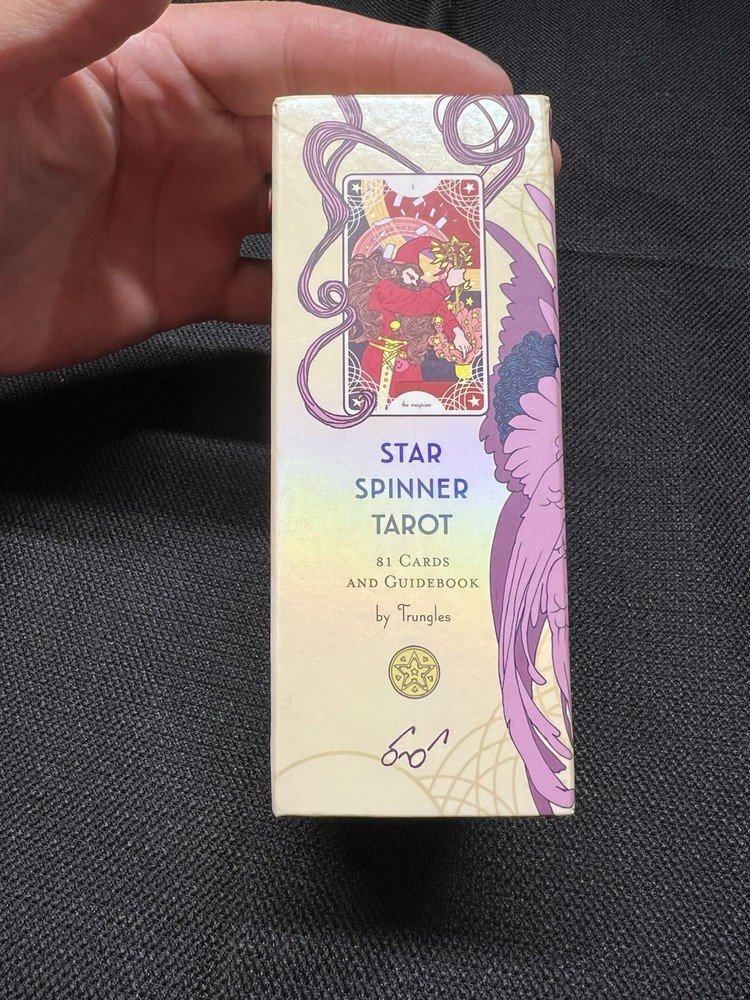 I
the magician
STAR
SPINNER
TAROT
81 CARDS
AND GUIDEBOOK
by Trungles